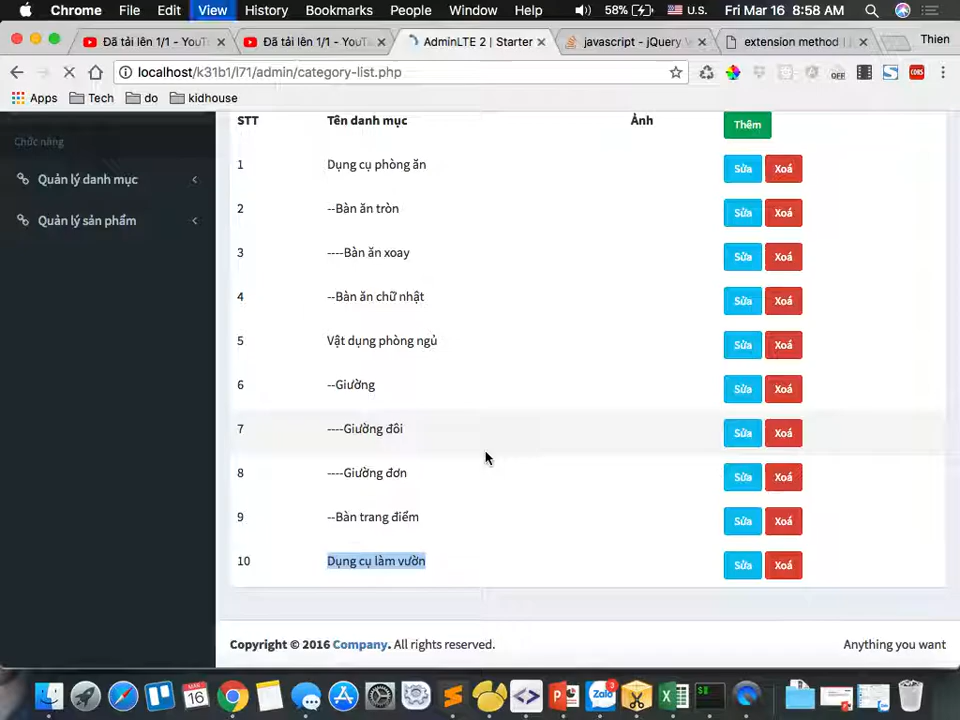 Chrome File Edit View History Bookmarks People Window Help 58% U.S. Fri Mar 16 8:58 AM
Đã tải lên 1/1 - YouT Đã tải lên 1/1 - YouTu AdminLTE 2 | Starter javascript - jQuery V extension method | Thien
localhost/k31b1/l71/admin/category-list.php OFF CORS
Apps Tech do kidhouse
STT Tên danh mục Ảnh Thêm
Chức năng
Quản lý danh mục
Quản lý sản phẩm
1 Dụng cụ phòng ăn Sửa Xoá
2 --Bàn ăn tròn Sửa Xoá
3 ----Bàn ăn xoay Sửa Xoá
4 --Bàn ăn chữ nhật Sửa Xoá
5 Vật dụng phòng ngủ Sửa Xoá
6 --Giường Sửa Xoá
7 ----Giường đôi Sửa Xoá
8 ----Giường đơn Sửa Xoá
9 --Bàn trang điểm Sửa Xoá
10 Dụng cụ làm vườn Sửa Xoá
Copyright © 2016 Company. All rights reserved. Anything you want
16 Zalo 3